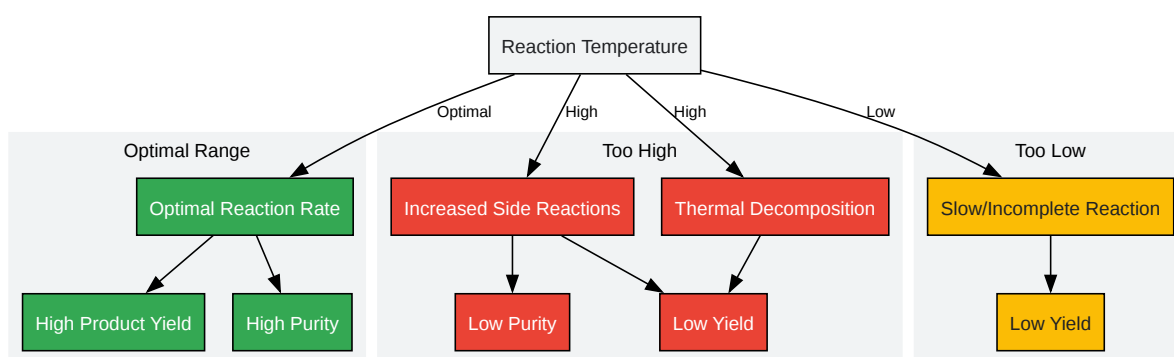 Reaction Temperature
Optimal
High
High
Low
Optimal Range
Too High
Too Low
Optimal Reaction Rate
Increased Side Reactions
Thermal Decomposition
Slow/Incomplete Reaction
High Product Yield
High Purity
Low Purity
Low Yield
Low Yield